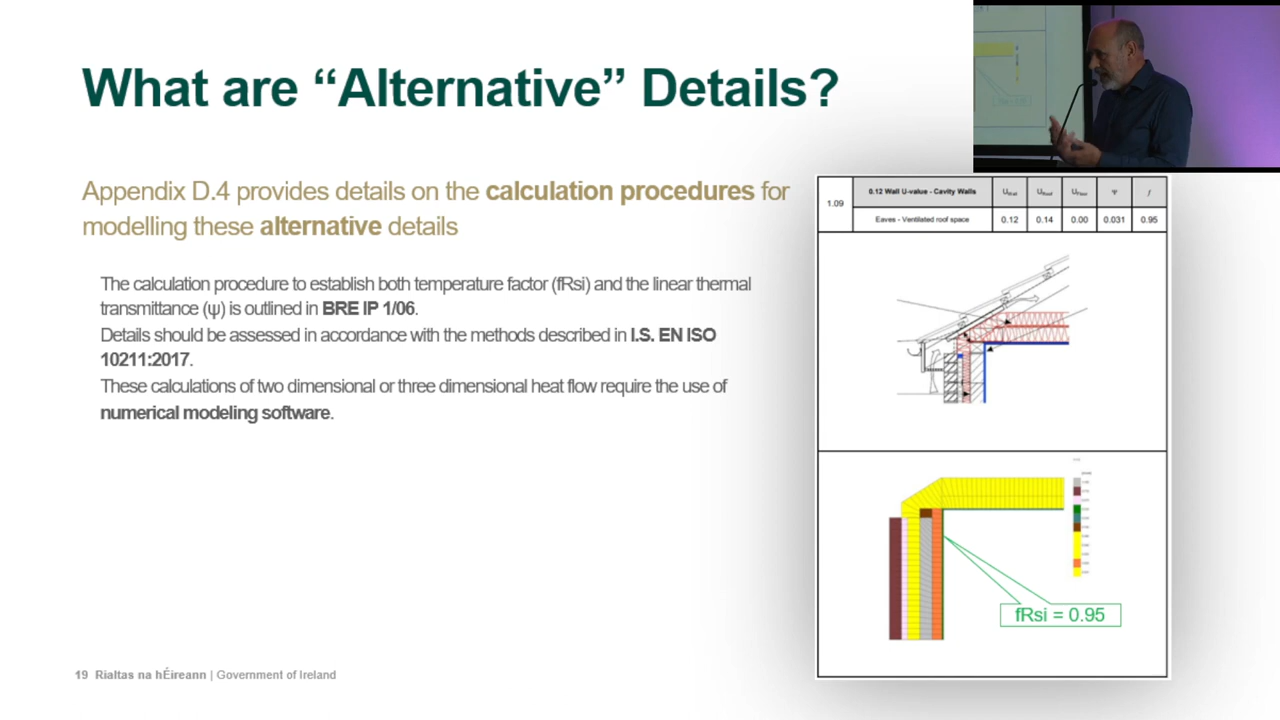 What are “Alternative” Details?
Appendix D.4 provides details on the calculation procedures for
modelling these alternative details
The calculation procedure to establish both temperature factor (fRsi) and the linear thermal
transmittance (ψ) is outlined in BRE IP 1/06.
Details should be assessed in accordance with the methods described in I.S. EN ISO
10211:2017.
These calculations of two dimensional or three dimensional heat flow require the use of
numerical modeling software.
1.09 0.12 Wall U-value - Cavity Walls UWall URoof UFloor Ψ f
Eaves - Ventilated roof space 0.12 0.14 0.00 0.031 0.95
fRsi = 0.95
19 Rialtas na hÉireann | Government of Ireland